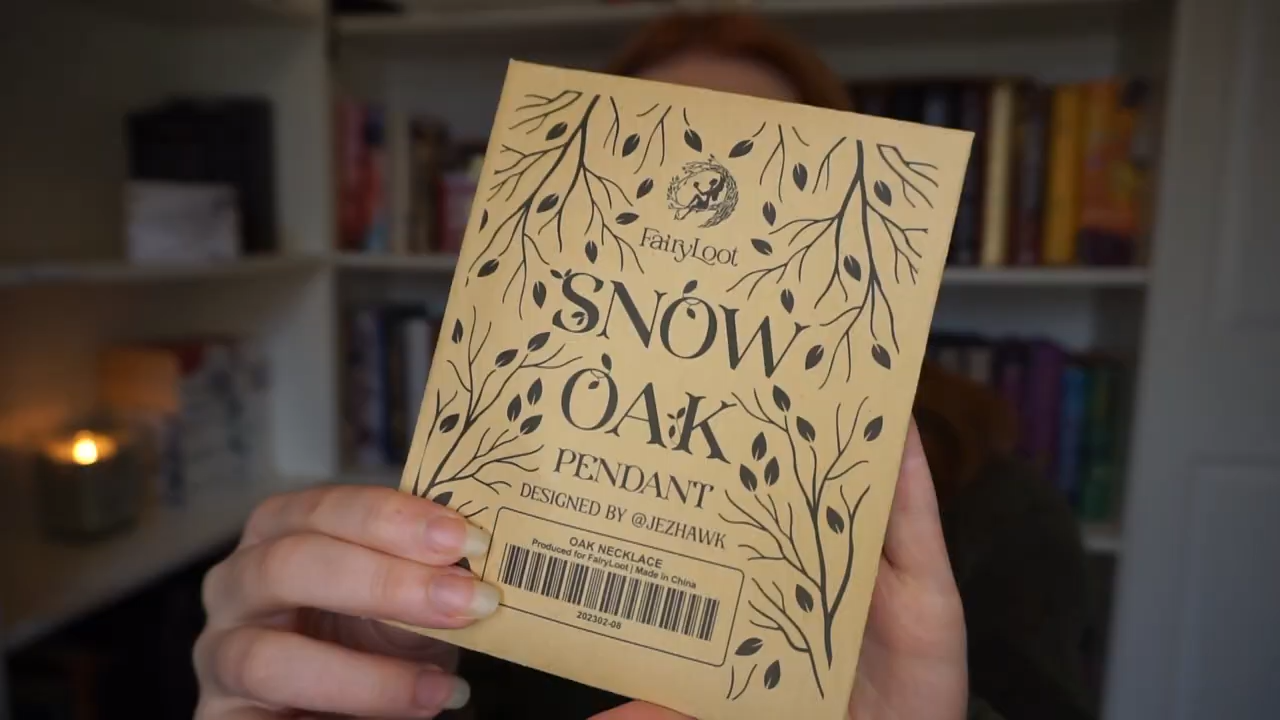 FairyLoot
SNOW
OAK
PENDANT
DESIGNED BY @JEZHAWK
OAK NECKLACE
Produced for FairyLoot | Made in China
202302-08